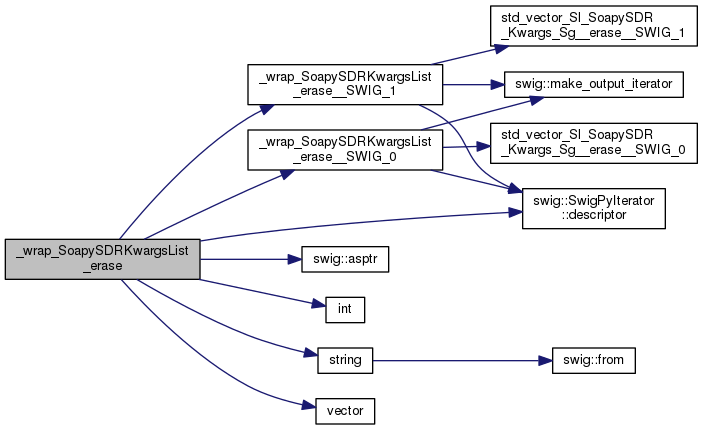 _wrap_SoapySDRKwargsList
_erase
_wrap_SoapySDRKwargsList
_erase__SWIG_1
_wrap_SoapySDRKwargsList
_erase__SWIG_0
swig::asptr
int
string
vector
std_vector_Sl_SoapySDR
_Kwargs_Sg__erase__SWIG_1
swig::make_output_iterator
std_vector_Sl_SoapySDR
_Kwargs_Sg__erase__SWIG_0
swig::SwigPyIterator
::descriptor
swig::from